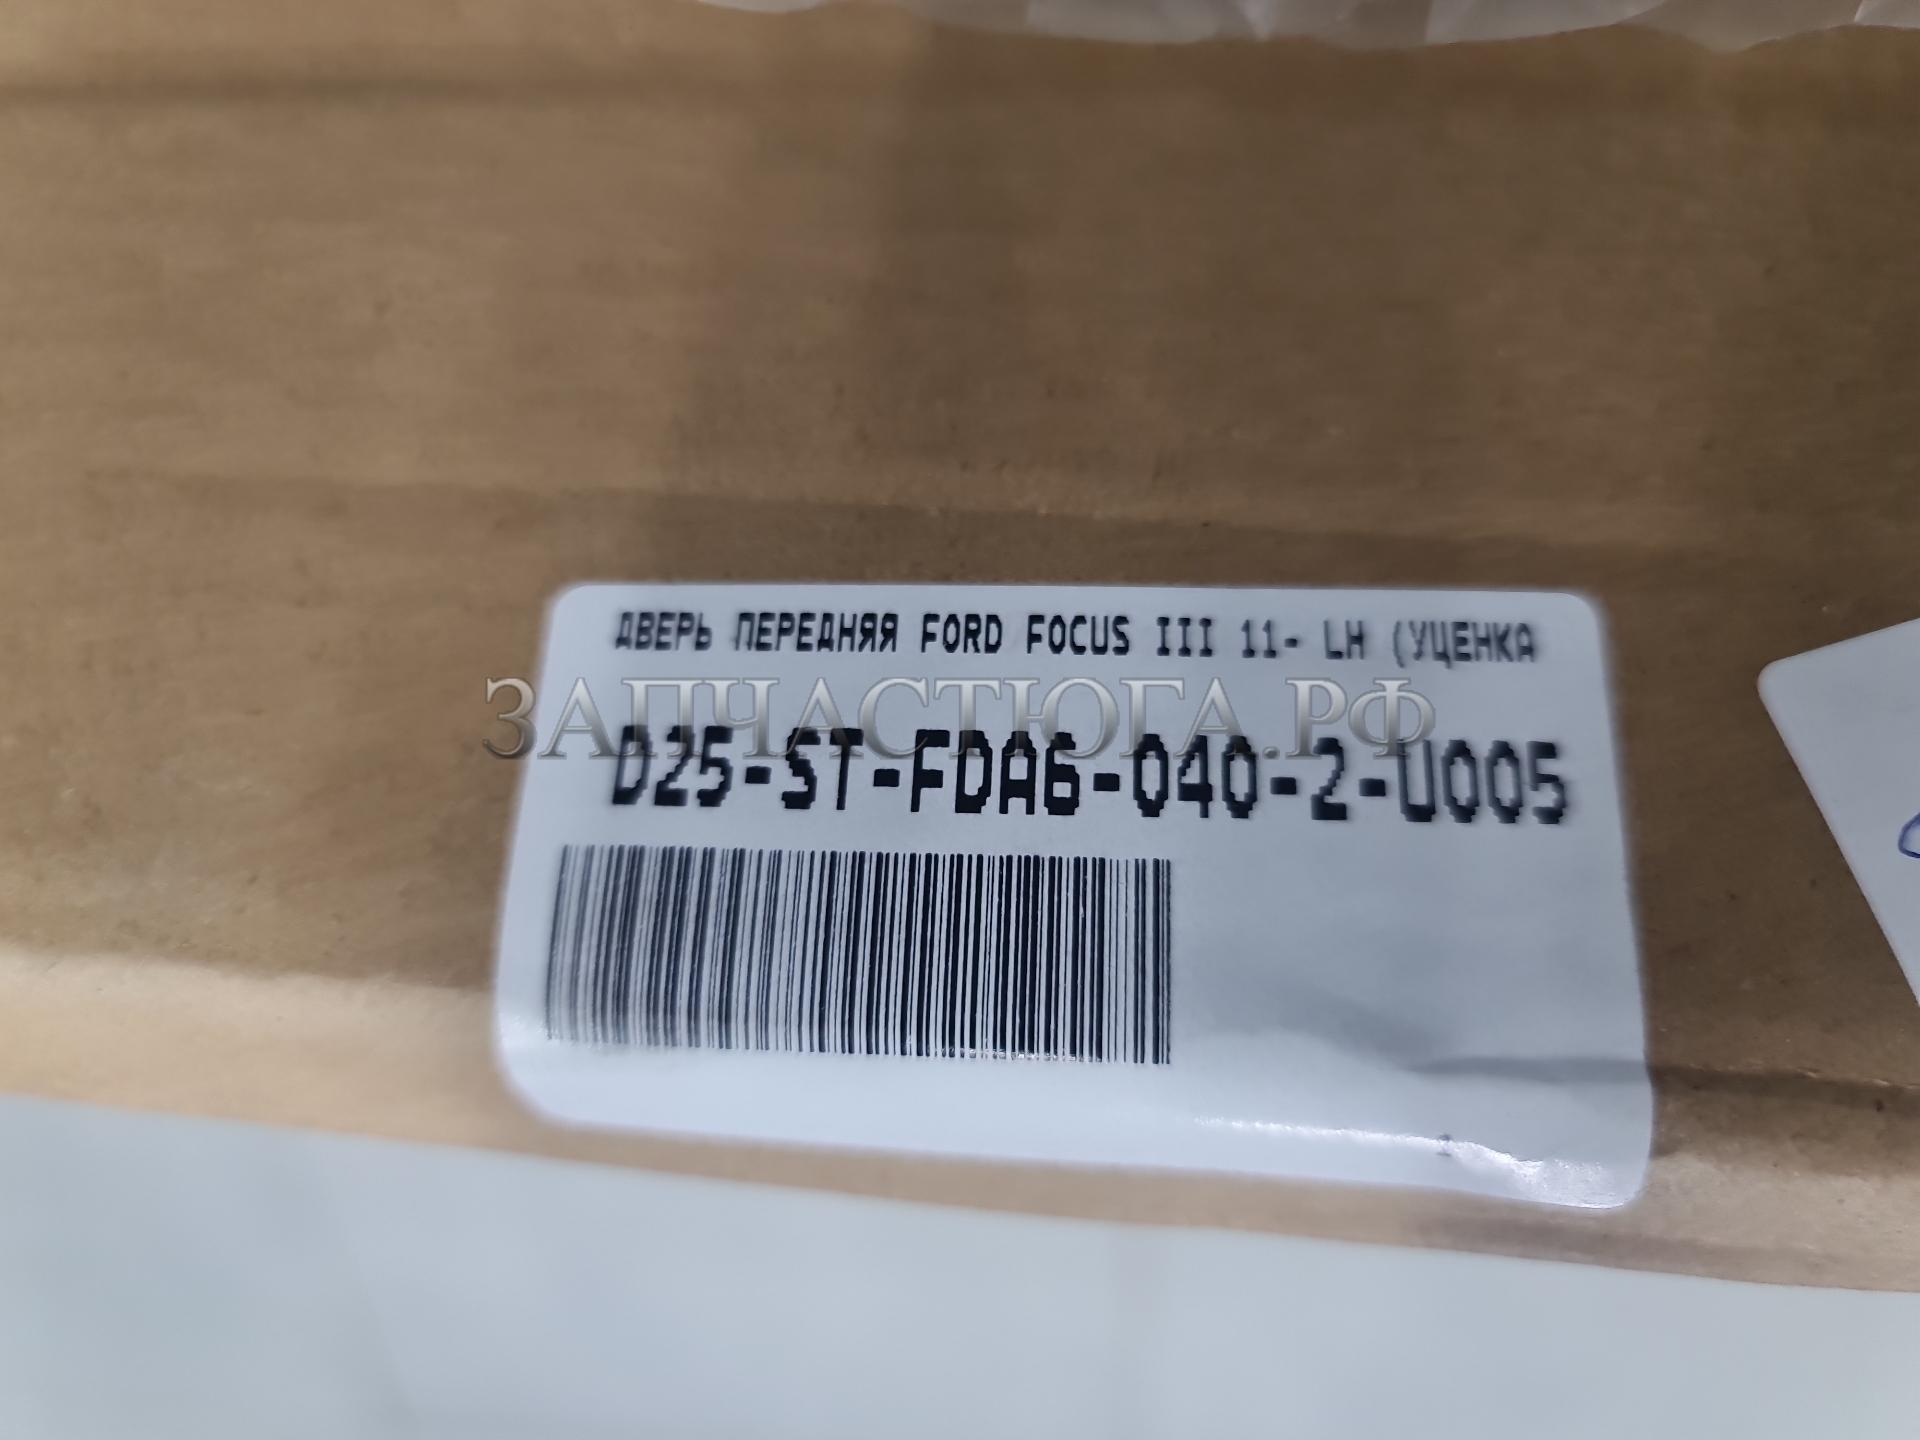 ДВЕРЬ ПЕРЕДНЯЯ FORD FOCUS III 11- LH (УЦЕНКА
ЗАПЧАСТЮГА.РФ
D25-ST-FDA6-040-2-U005